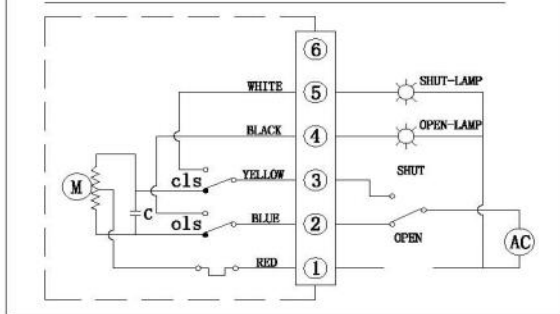 6
WHITE 5 SHUT-LAMP
BLACK 4 OPEN-LAMP
SHUT
M cls YELLOW 3
C ols BLUE 2
OPEN AC
RED 1